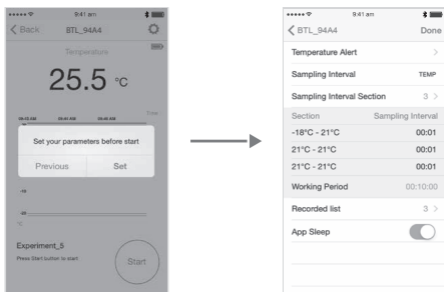 9:41 am
Back BTL_94A4
Temperature
25.5 °C
Set your parameters before start
Previous Set
°C
Experiment_5
Press Start button to start
Start
9:41 am
BTL_94A4 Done
Temperature Alert
Sampling Interval TEMP
Sampling Interval Section 3
Section Sampling Interval
-18°C - 21°C 00:01
21°C - 21°C 00:01
21°C - 21°C 00:01
Working Period 00:10:00
Recorded list 3
App Sleep